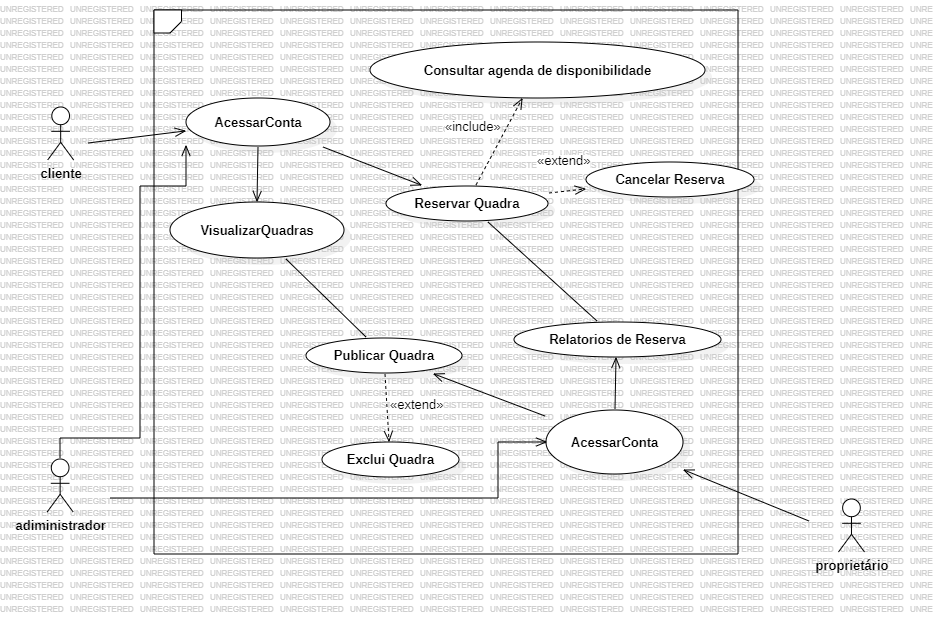 Consultar agenda de disponibilidade
AcessarConta
«include»
cliente
«extend»
Cancelar Reserva
Reservar Quadra
VisualizarQuadras
Relatorios de Reserva
Publicar Quadra
«extend»
AcessarConta
Exclui Quadra
adiministrador
proprietário
UNREGISTERED